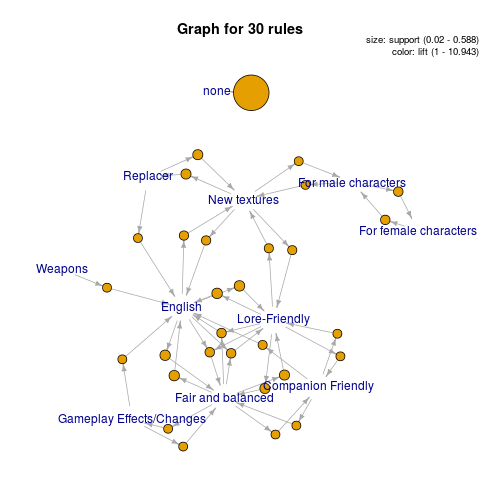 Graph for 30 rules
size: support (0.02 - 0.588)
color: lift (1 - 10.943)
none
Replacer
For male characters
New textures
For female characters
Weapons
English
Lore-Friendly
Companion Friendly
Fair and balanced
Gameplay Effects/Changes